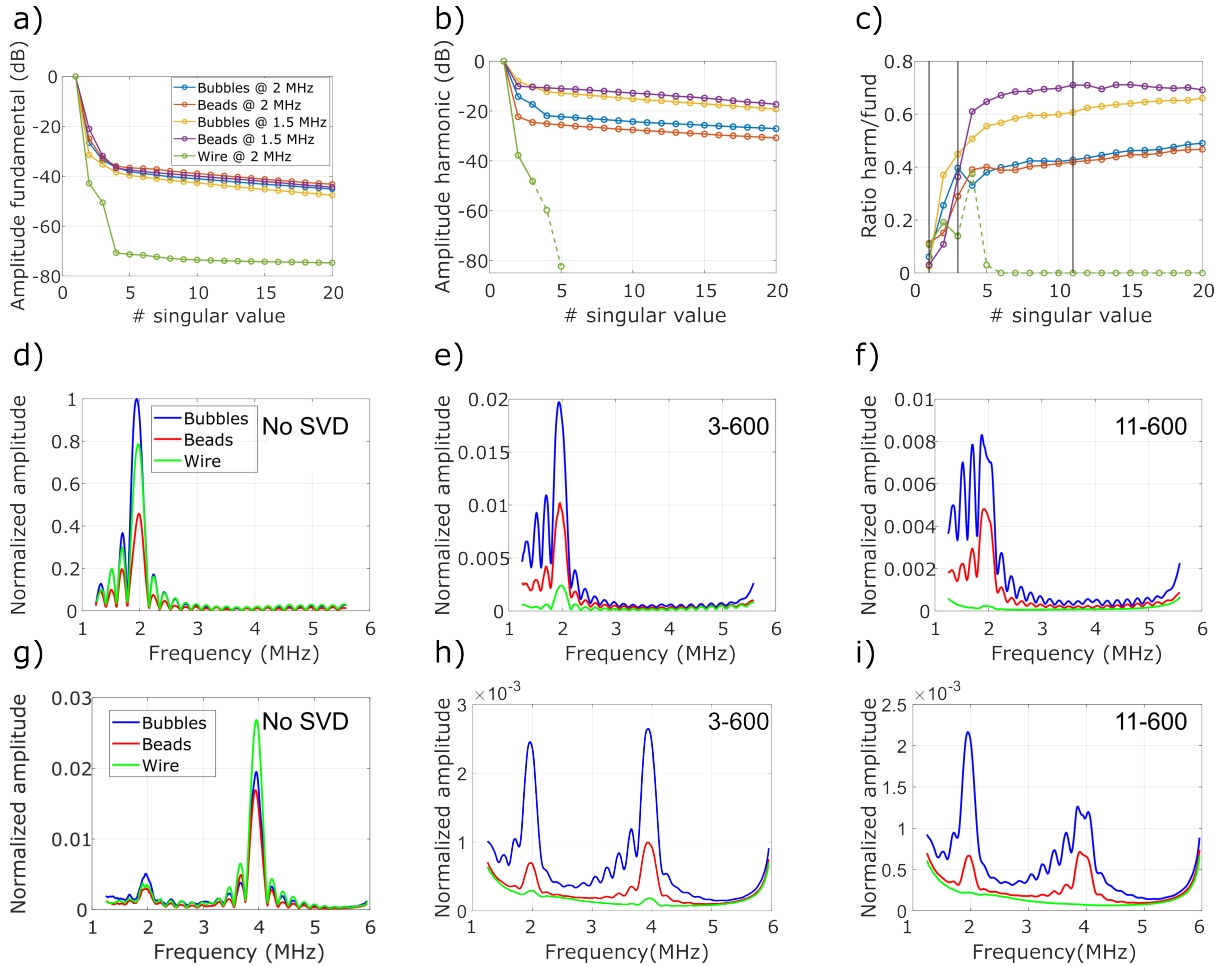 a)
Amplitude fundamental (dB)
0
-20
-40
-60
-80
0 5 10 15 20
# singular value
Bubbles @ 2 MHz
Beads @ 2 MHz
Bubbles @ 1.5 MHz
Beads @ 1.5 MHz
Wire @ 2 MHz
b)
Amplitude harmonic (dB)
0
-20
-40
-60
-80
0 5 10 15 20
# singular value
c)
Ratio harm/fund
0.8
0.6
0.4
0.2
0
0 5 10 15 20
# singular value
d)
Normalized amplitude
1
0.8
0.6
0.4
0.2
0
1 2 3 4 5 6
Frequency (MHz)
Bubbles
Beads
Wire
No SVD
e)
Normalized amplitude
0.02
0.015
0.01
0.005
0
1 2 3 4 5 6
Frequency (MHz)
3-600
f)
Normalized amplitude
0.01
0.008
0.006
0.004
0.002
0
1 2 3 4 5 6
Frequency (MHz)
11-600
g)
Normalized amplitude
0.03
0.02
0.01
0
1 2 3 4 5 6
Frequency (MHz)
Bubbles
Beads
Wire
No SVD
h)
× 10⁻³
Normalized amplitude
3
2
1
0
1 2 3 4 5 6
Frequency(MHz)
3-600
i)
× 10⁻³
Normalized amplitude
2.5
2
1.5
1
0.5
0
1 2 3 4 5 6
Frequency(MHz)
11-600